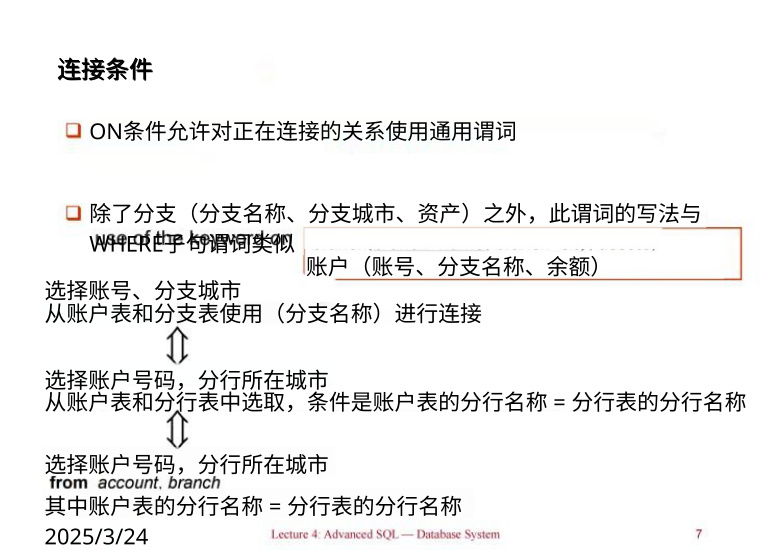 连接条件
ON条件允许对正在连接的关系使用通用谓词
除了分支（分支名称、分支城市、资产）之外，此谓词的写法与
WHERE子句谓词类似
use of the keyword on
账户（账号、分支名称、余额）
选择账号、分支城市
从账户表和分支表使用（分支名称）进行连接
选择账户号码，分行所在城市
从账户表和分行表中选取，条件是账户表的分行名称 = 分行表的分行名称
选择账户号码，分行所在城市
from account, branch
其中账户表的分行名称 = 分行表的分行名称
2025/3/24
Lecture 4: Advanced SQL — Database System
7